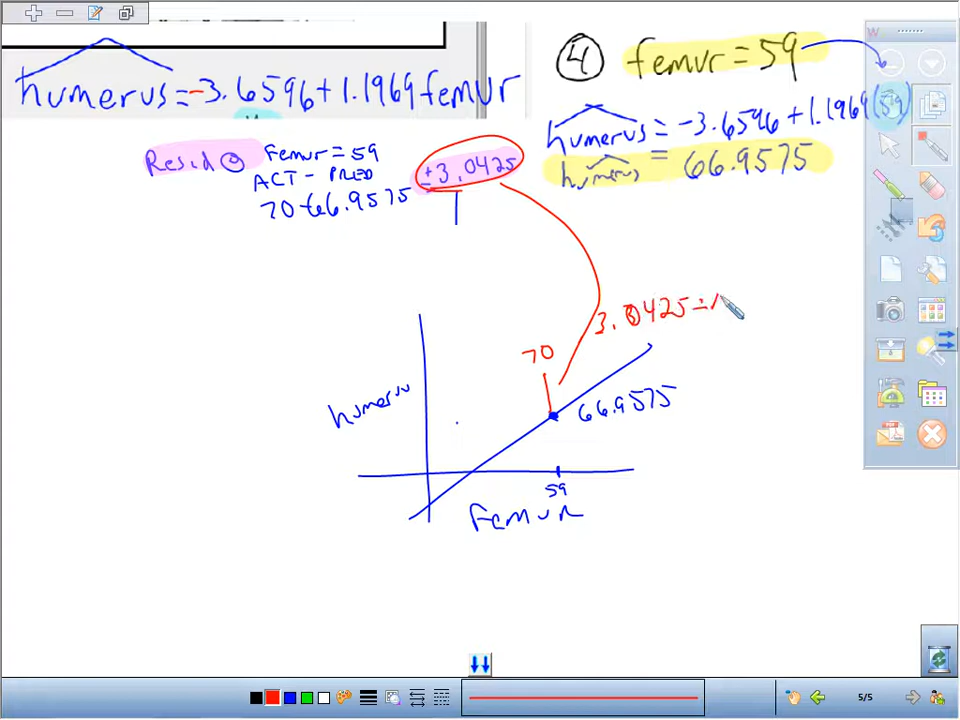 humerus = -3.6596 + 1.1969 femur
④ femur = 59
humerus = -3.6596 + 1.1969(59)
humerus = 66.9575
Resid
Femur = 59
ACT - PRED
70 - 66.9575
+3.0425
3.0425 =
70
66.9575
humerus
59
Femur
5/5
W